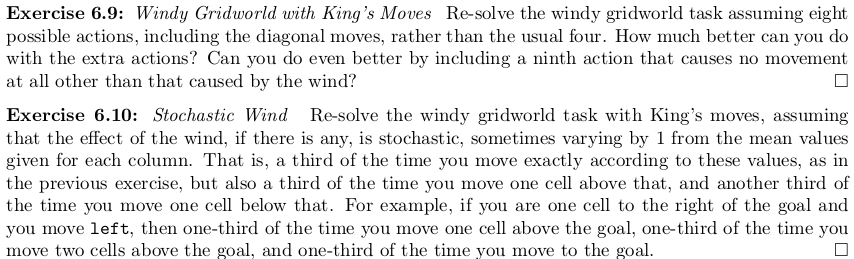 Exercise 6.9: Windy Gridworld with King's Moves Re-solve the windy gridworld task assuming eight
possible actions, including the diagonal moves, rather than the usual four. How much better can you do
with the extra actions? Can you do even better by including a ninth action that causes no movement
at all other than that caused by the wind? □
Exercise 6.10: Stochastic Wind Re-solve the windy gridworld task with King's moves, assuming
that the effect of the wind, if there is any, is stochastic, sometimes varying by 1 from the mean values
given for each column. That is, a third of the time you move exactly according to these values, as in
the previous exercise, but also a third of the time you move one cell above that, and another third of
the time you move one cell below that. For example, if you are one cell to the right of the goal and
you move left, then one-third of the time you move one cell above the goal, one-third of the time you
move two cells above the goal, and one-third of the time you move to the goal. □